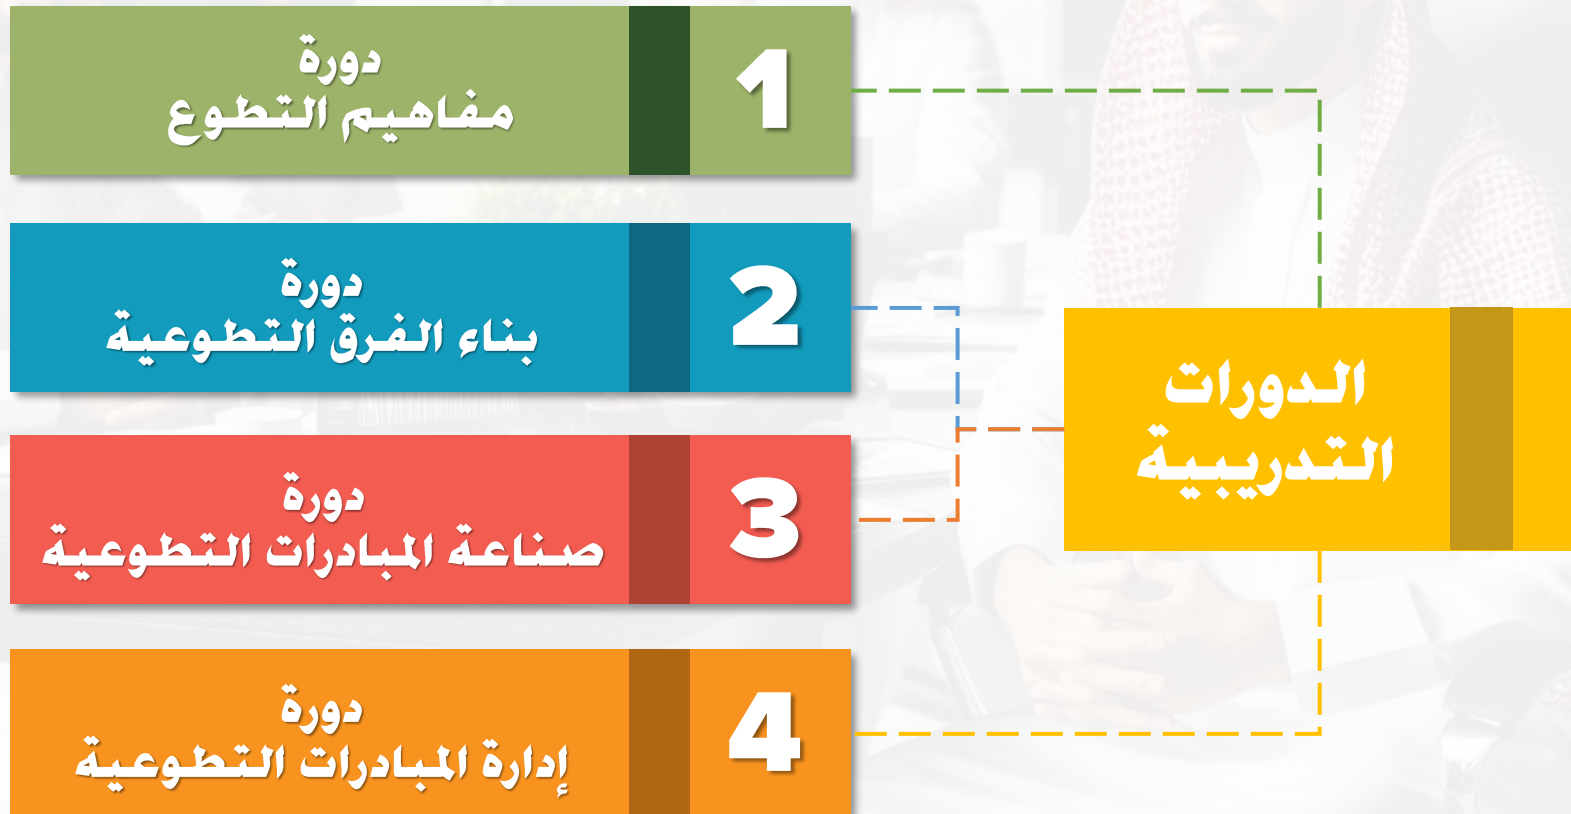 الدورات
التدريبية
1
دورة
مفاهيم التطوع
2
دورة
بناء الفرق التطوعية
3
دورة
صناعة المبادرات التطوعية
4
دورة
إدارة المبادرات التطوعية